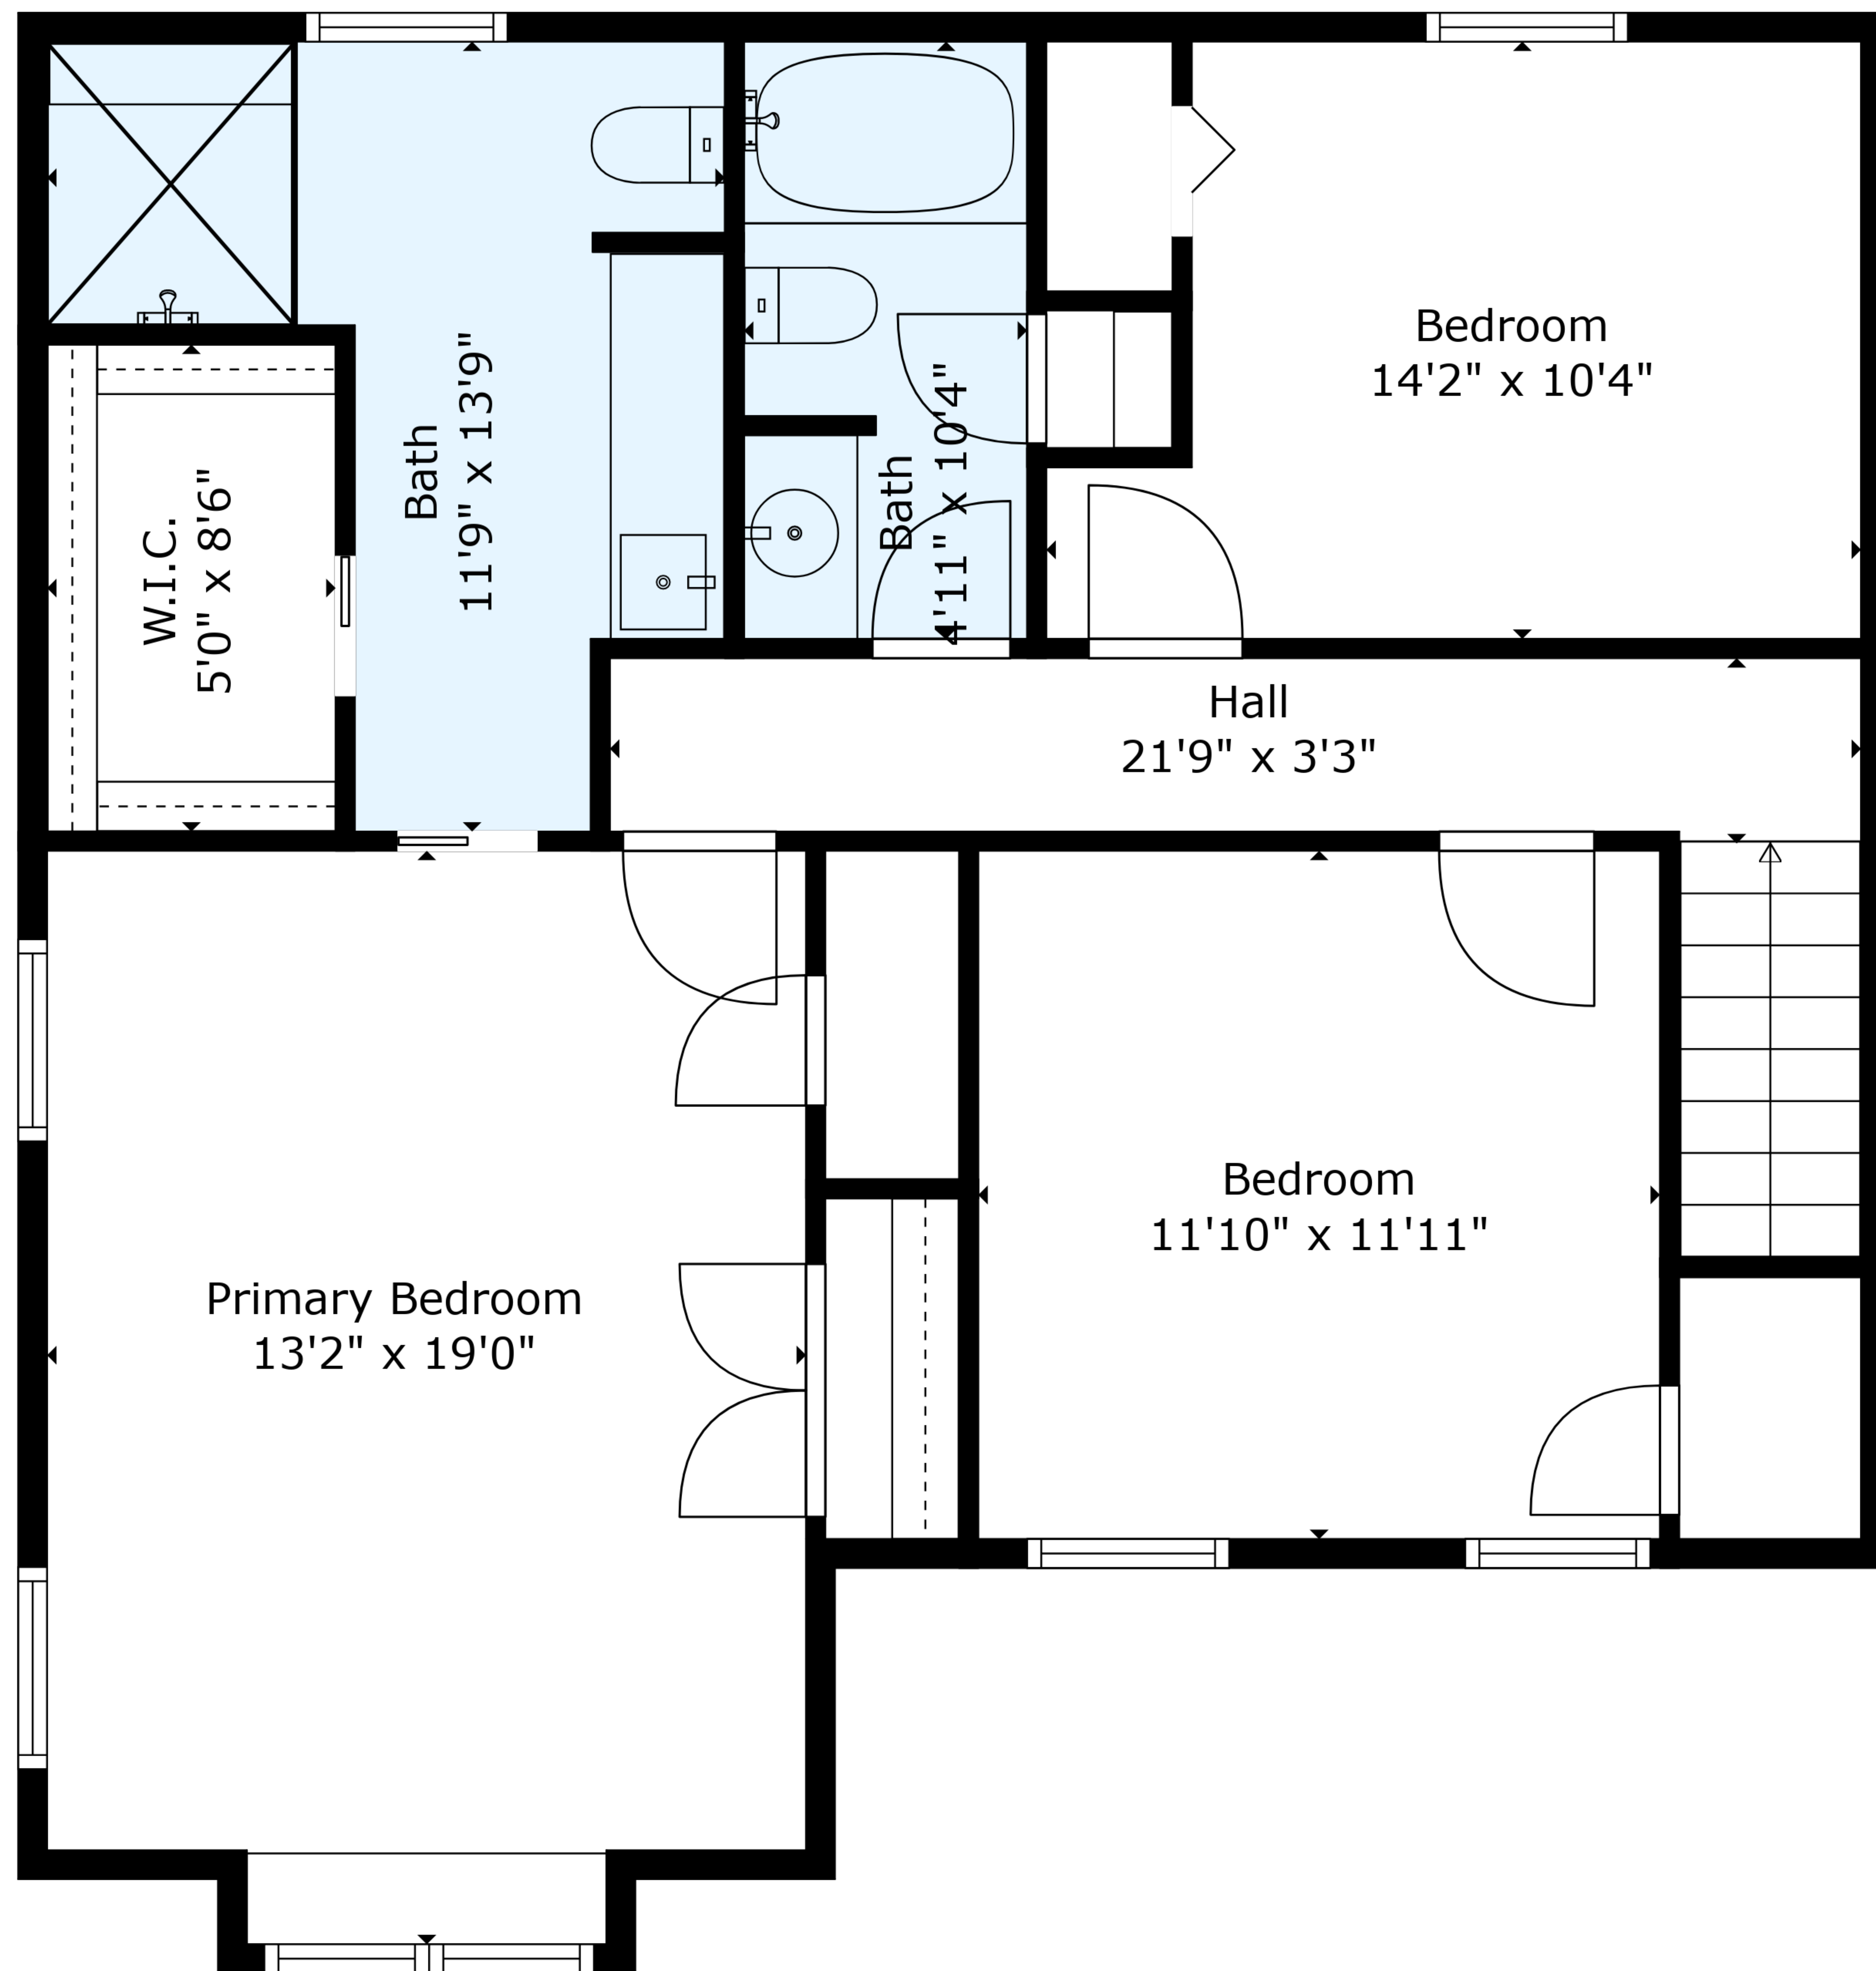 Bedroom
14'2" x 10'4"
Bath
11'9" x 13'9"
Bath
4'11" x 10'4"
W.I.C.
5'0" x 8'6"
Hall
21'9" x 3'3"
Bedroom
11'10" x 11'11"
Primary Bedroom
13'2" x 19'0"